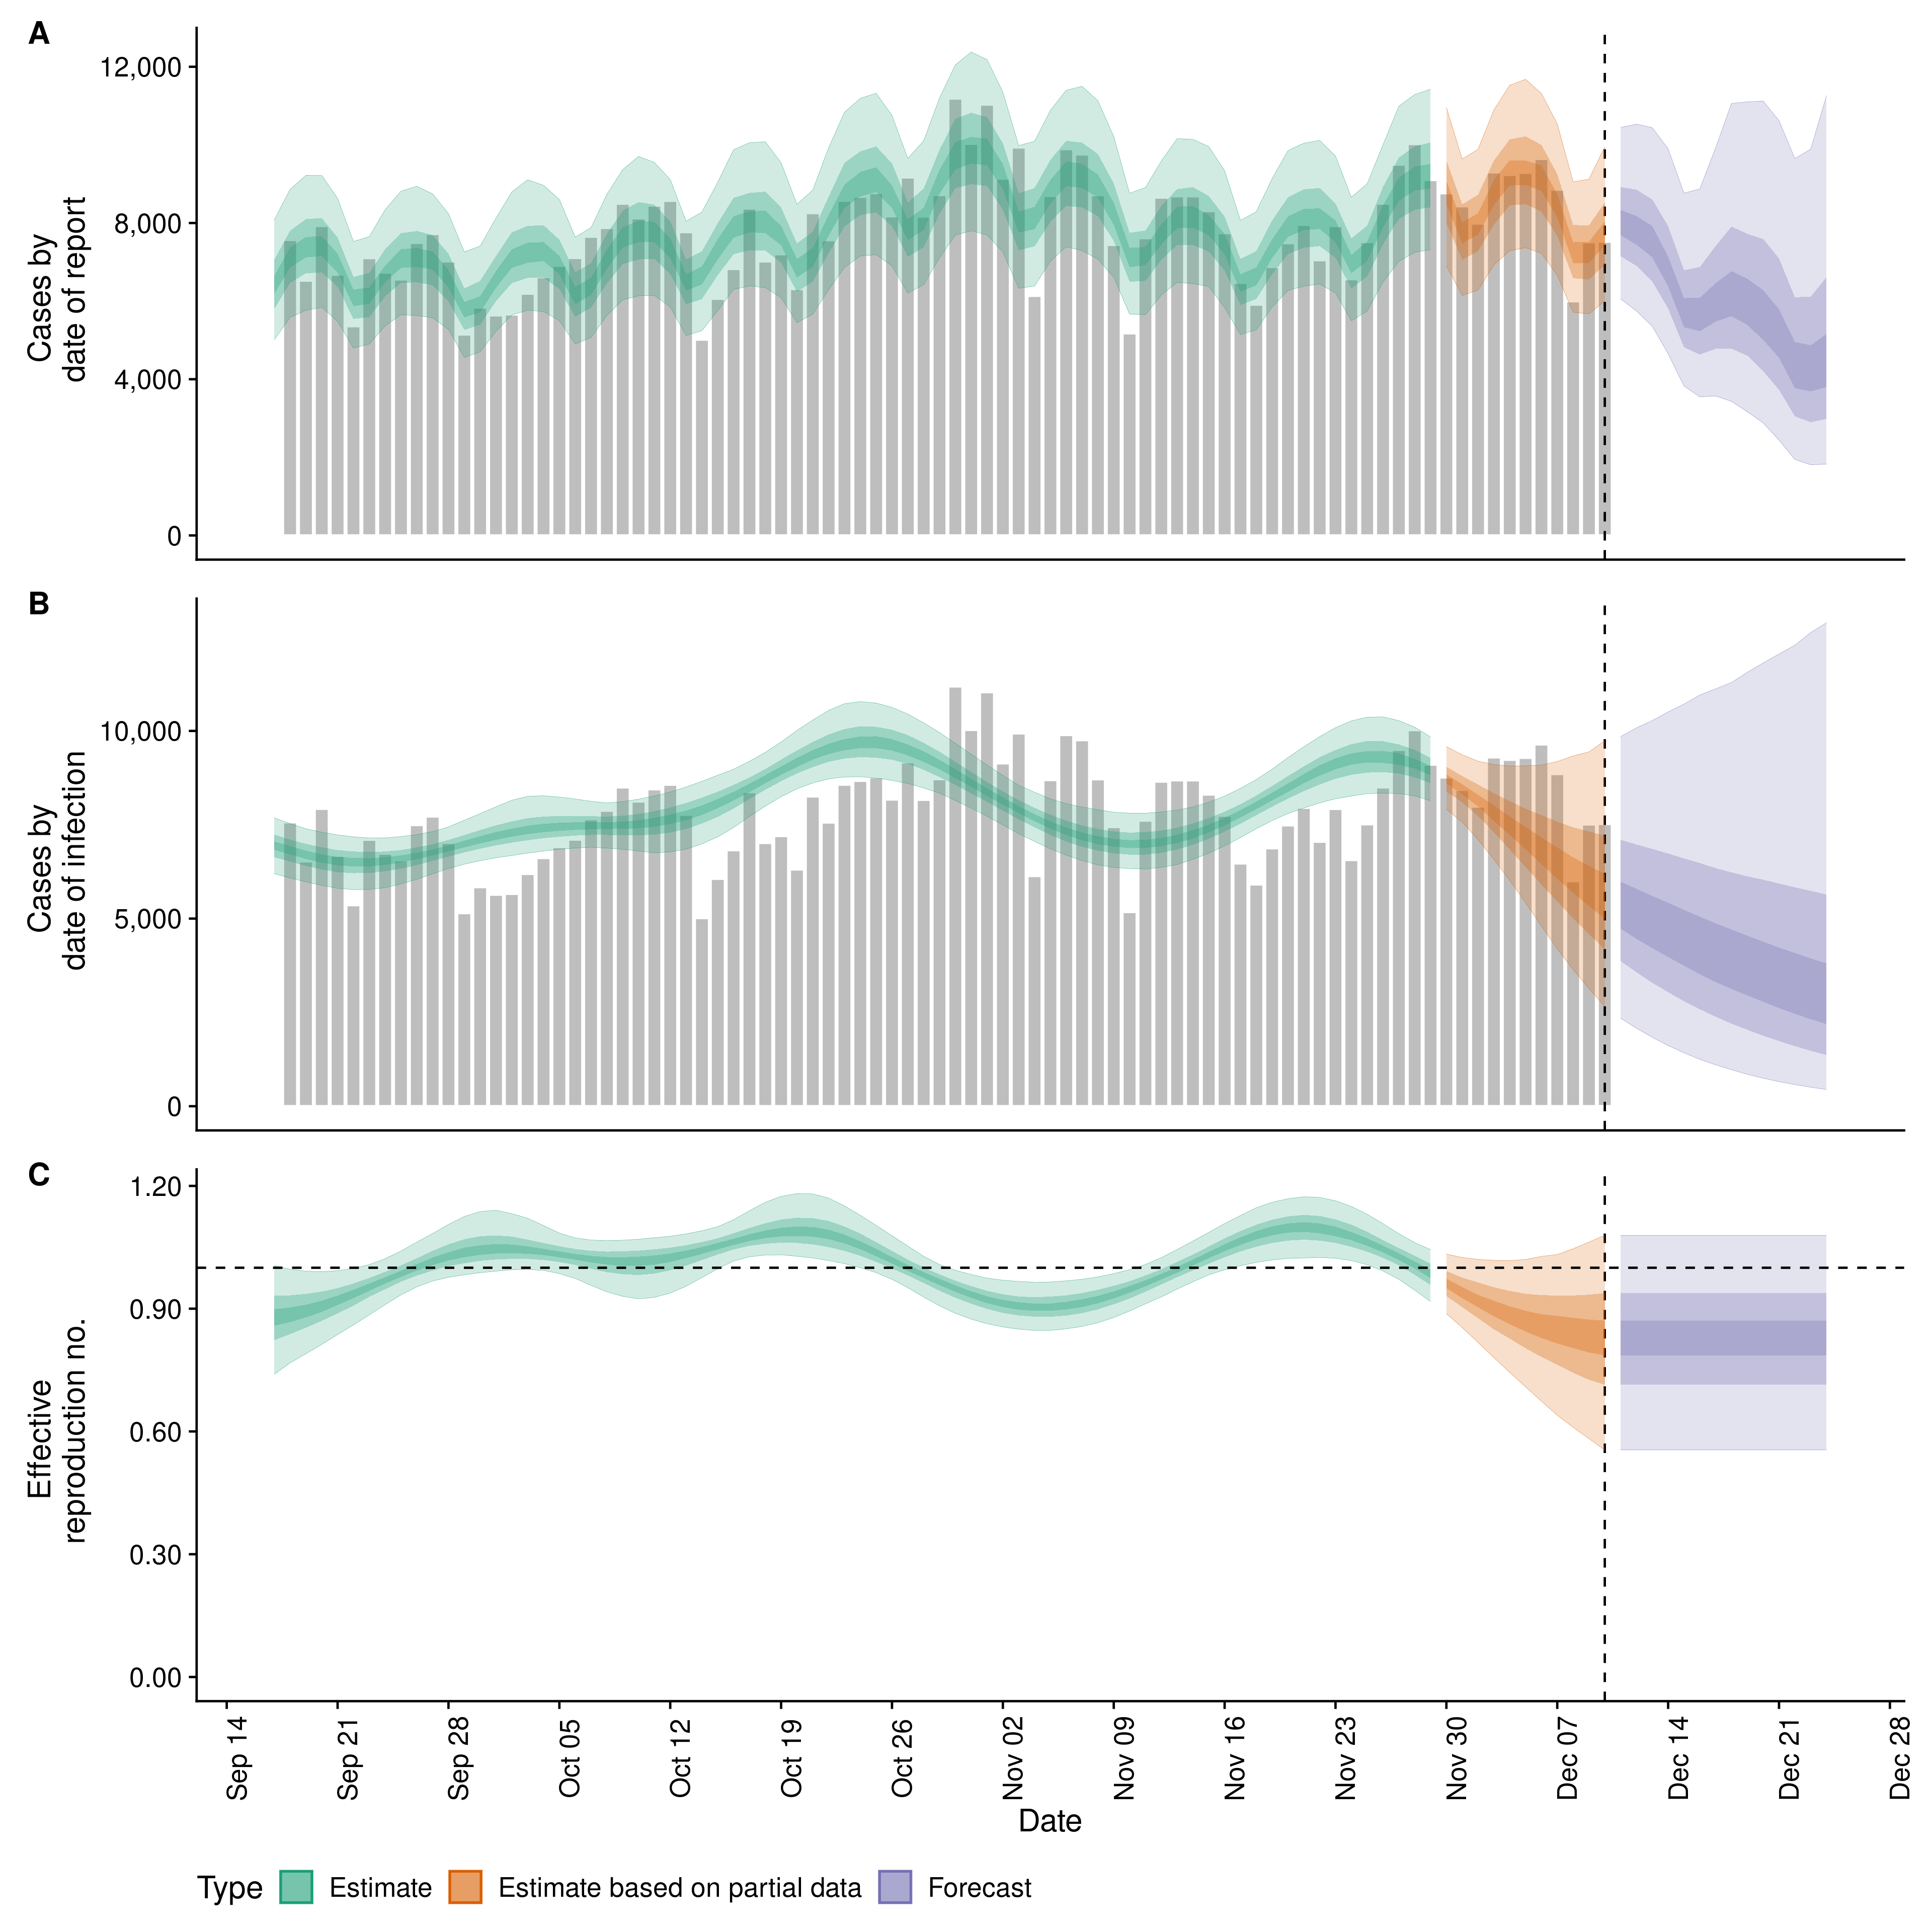 A
12,000
8,000
4,000
0
Cases by
date of report
B
10,000
5,000
0
Cases by
date of infection
C
1.20
0.90
0.60
0.30
0.00
Effective
reproduction no.
Sep 14
Sep 21
Sep 28
Oct 05
Oct 12
Oct 19
Oct 26
Nov 02
Nov 09
Nov 16
Nov 23
Nov 30
Dec 07
Dec 14
Dec 21
Dec 28
Date
Type Estimate Estimate based on partial data Forecast